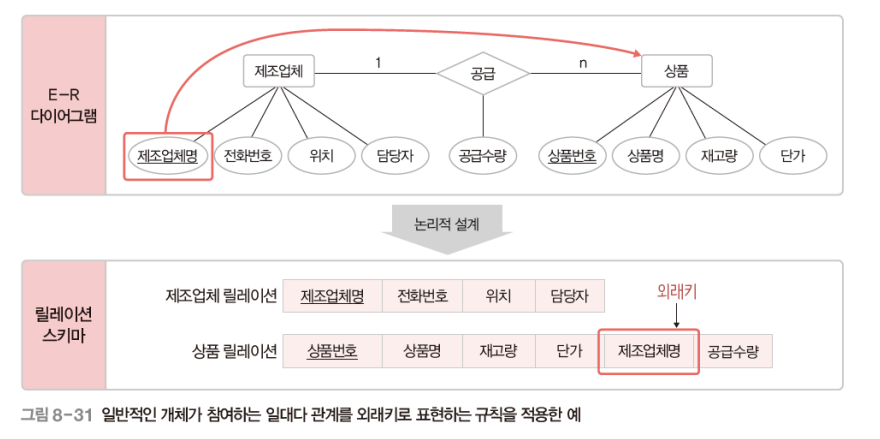 E-R
다이어그램
제조업체
1
공급
n
상품
제조업체명
전화번호
위치
담당자
공급수량
상품번호
상품명
재고량
단가
논리적 설계
릴레이션
스키마
제조업체 릴레이션 제조업체명 전화번호 위치 담당자
외래키
상품 릴레이션 상품번호 상품명 재고량 단가 제조업체명 공급수량
그림 8-31 일반적인 개체가 참여하는 일대다 관계를 외래키로 표현하는 규칙을 적용한 예